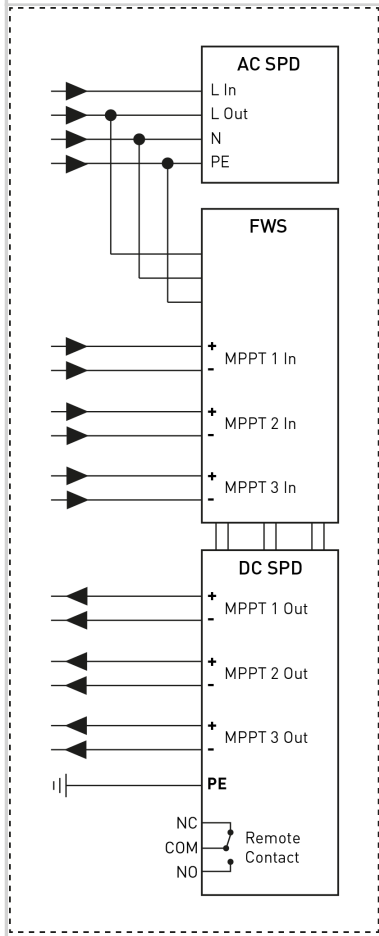 AC SPD
L In
L Out
N
PE
FWS
+
MPPT 1 In
-
+
MPPT 2 In
-
+
MPPT 3 In
-
DC SPD
+
MPPT 1 Out
-
+
MPPT 2 Out
-
+
MPPT 3 Out
-
PE
NC
COM
NO
Remote
Contact